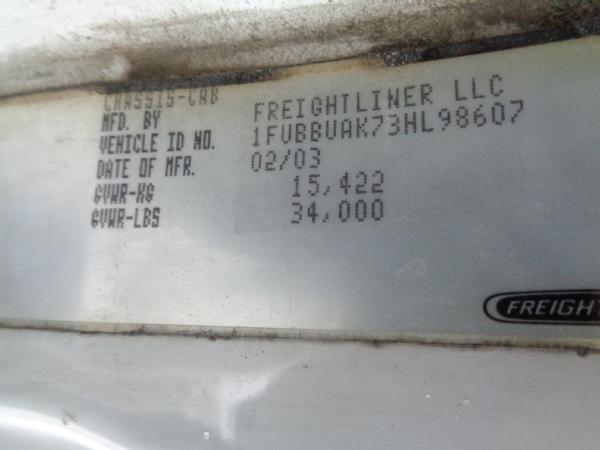 CHASSIS-CAB
MFD. BY FREIGHTLINER LLC
VEHICLE ID NO. 1FUBBUAK73HL98607
DATE OF MFR. 02/03
GVWR-KG 15,422
GVWR-LBS 34,000
FREIGHT